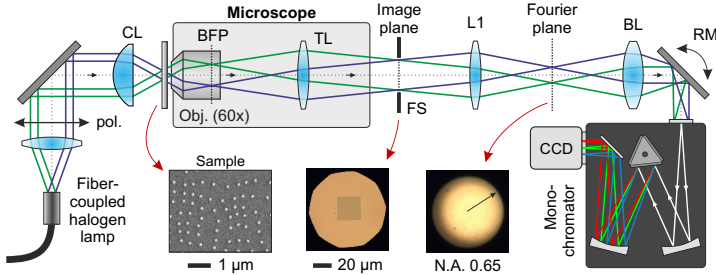 Microscope
CL
BFP
TL
Image
plane
L1
Fourier
plane
BL
RM
Obj. (60x)
FS
pol.
Fiber-
coupled
halogen
lamp
Sample
1 µm
20 µm
N.A. 0.65
CCD
Mono-
chromator